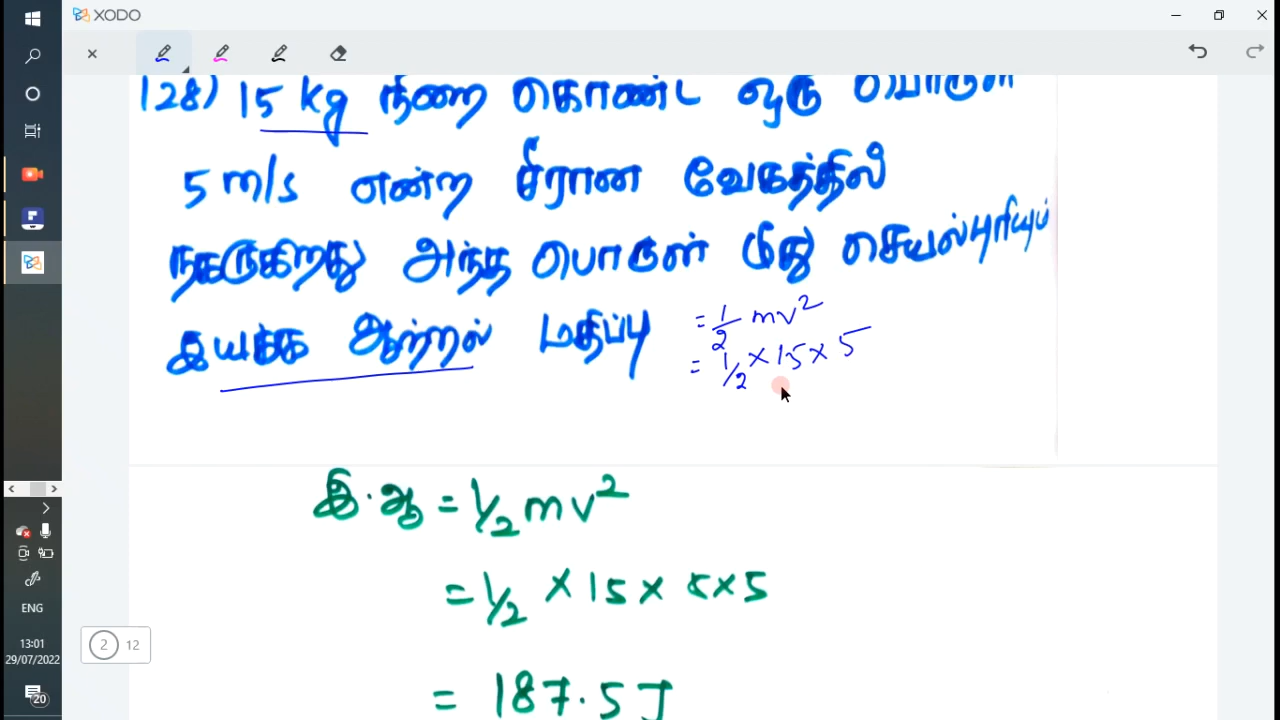 XODO
128) 15 kg நிறை கொண்ட ஒரு பொருள்
5 m/s என்ற சீரான வேகத்தில்
நகருகிறது அந்த பொருள் மீது செயல்புரியும்
இயக்க ஆற்றல் மதிப்பு
= 1/2 mv²
= 1/2 × 15 × 5
இ.ஆ = 1/2 mv²
= 1/2 × 15 × 5 × 5
= 187.5 J
2 12
ENG
13:01
29/07/2022
20